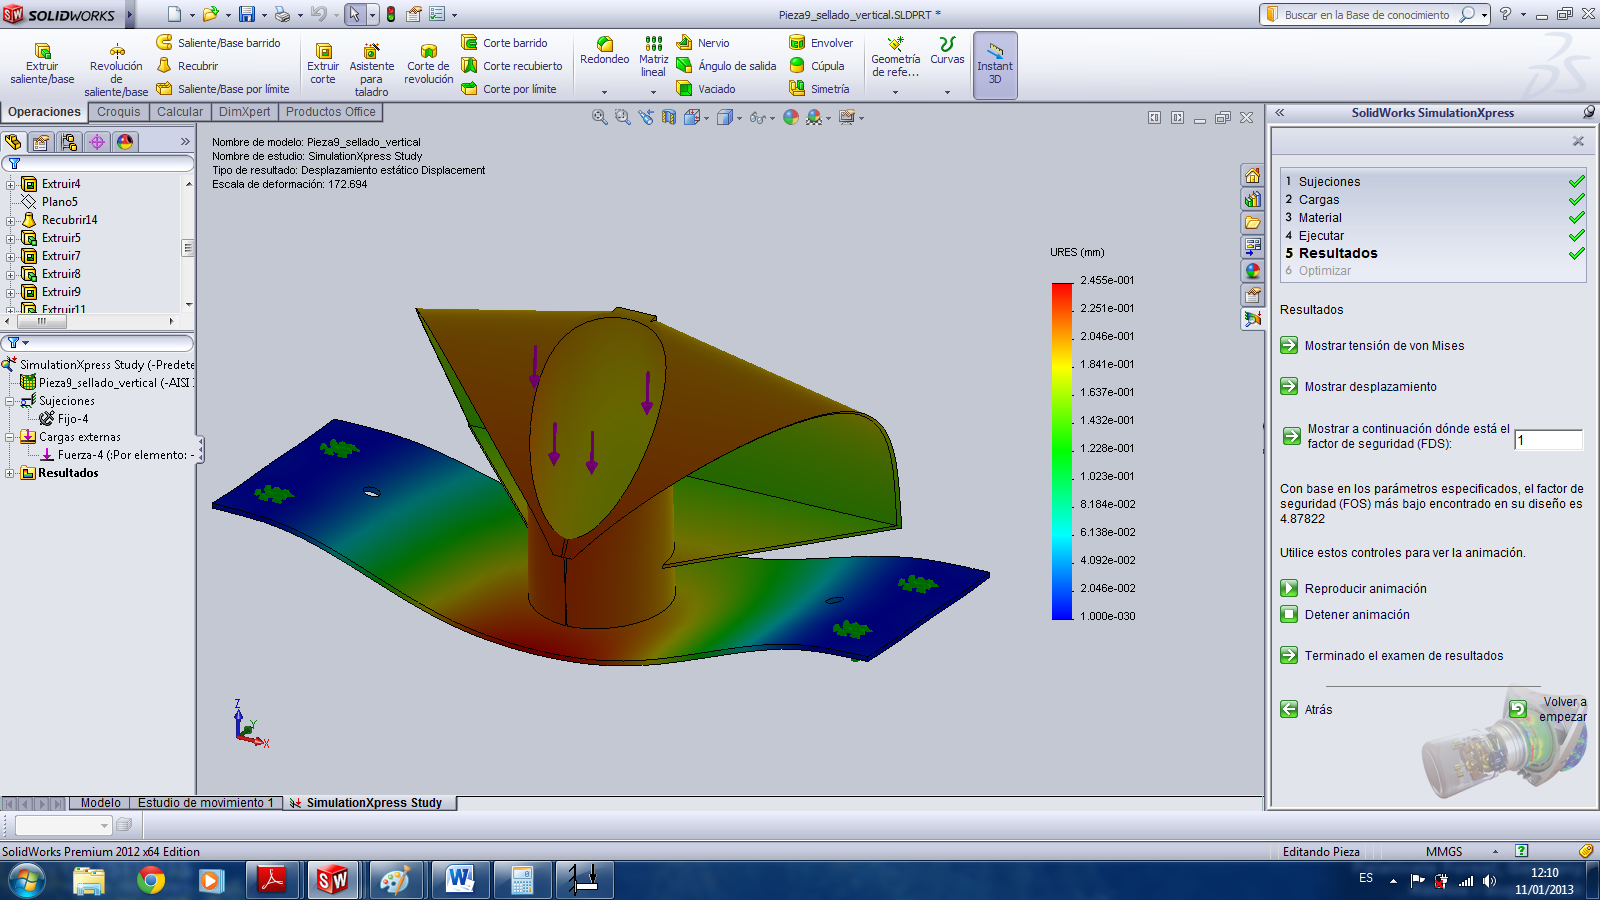 SOLIDWORKS
Pieza9_sellado_vertical.SLDPRT *
Buscar en la Base de conocimiento
Extruir saliente/base
Revolución de saliente/base
Saliente/Base barrido
Recubrir
Saliente/Base por límite
Extruir corte
Asistente para taladro
Corte de revolución
Corte barrido
Corte recubierto
Corte por límite
Redondeo
Matriz lineal
Nervio
Ángulo de salida
Vaciado
Envolver
Cúpula
Simetría
Geometría de refe...
Curvas
Instant 3D
Operaciones
Croquis
Calcular
DimXpert
Productos Office
Extruir4
Plano5
Recubrir14
Extruir5
Extruir7
Extruir8
Extruir9
Extruir11
SimulationXpress Study (-Predete
Pieza9_sellado_vertical (-AISI
Sujeciones
Fijo-4
Cargas externas
Fuerza-4 (:Por elemento: -
Resultados
Nombre de modelo: Pieza9_sellado_vertical
Nombre de estudio: SimulationXpress Study
Tipo de resultado: Desplazamiento estático Displacement
Escala de deformación: 172.694
URES (mm)
2.455e-001
2.251e-001
2.046e-001
1.841e-001
1.637e-001
1.432e-001
1.228e-001
1.023e-001
8.184e-002
6.138e-002
4.092e-002
2.046e-002
1.000e-030
Z
Y
X
SolidWorks SimulationXpress
1 Sujeciones
2 Cargas
3 Material
4 Ejecutar
5 Resultados
6 Optimizar
Resultados
Mostrar tensión de von Mises
Mostrar desplazamiento
Mostrar a continuación dónde está el
factor de seguridad (FDS):
1
Con base en los parámetros especificados, el factor de
seguridad (FOS) más bajo encontrado en su diseño es
4.87822
Utilice estos controles para ver la animación.
Reproducir animación
Detener animación
Terminado el examen de resultados
Atrás
Volver a
empezar
Modelo
Estudio de movimiento 1
SimulationXpress Study
SolidWorks Premium 2012 x64 Edition
Editando Pieza
MMGS
ES
12:10
11/01/2013